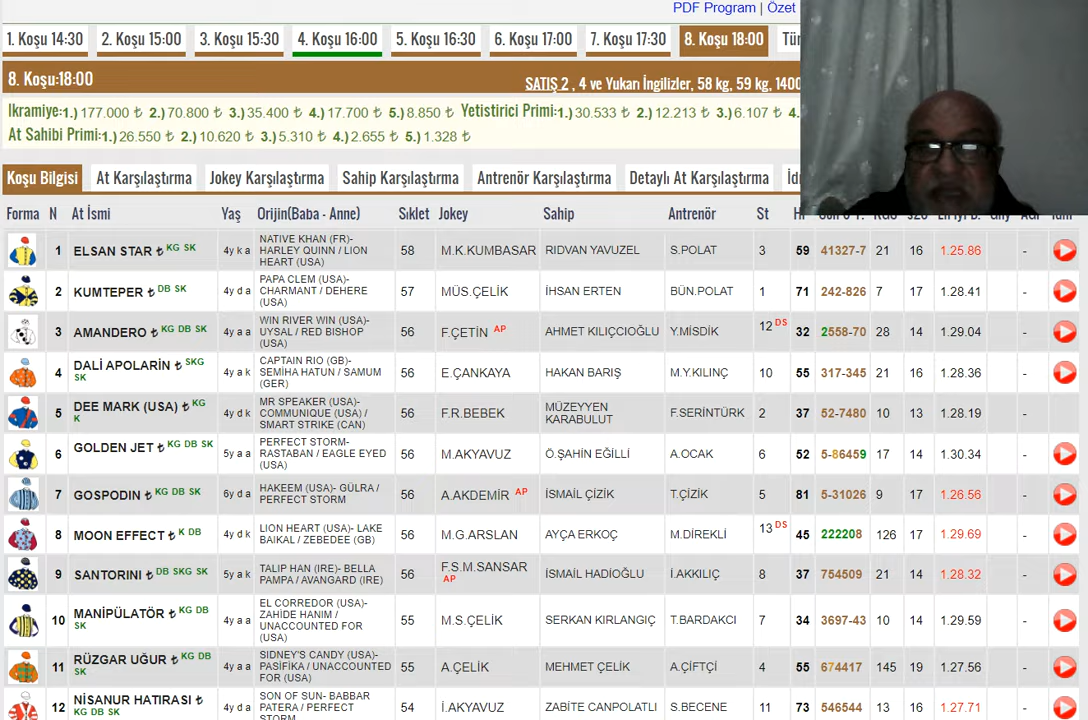 PDF Program | Özet
1. Koşu 14:30 2. Koşu 15:00 3. Koşu 15:30 4. Koşu 16:00 5. Koşu 16:30 6. Koşu 17:00 7. Koşu 17:30 8. Koşu 18:00
8. Koşu:18:00 SATIŞ 2 , 4 ve Yukarı İngilizler, 58 kg, 59 kg, 1400
İkramiye:1.) 177.000 ₺ 2.) 70.800 ₺ 3.) 35.400 ₺ 4.) 17.700 ₺ 5.) 8.850 ₺ Yetistirici Primi:1.) 30.533 ₺ 2.) 12.213 ₺ 3.) 6.107 ₺ 4.
At Sahibi Primi:1.) 26.550 ₺ 2.) 10.620 ₺ 3.) 5.310 ₺ 4.) 2.655 ₺ 5.) 1.328 ₺
Koşu Bilgisi At Karşılaştırma Jokey Karşılaştırma Sahip Karşılaştırma Antrenör Karşılaştırma Detaylı At Karşılaştırma
Forma N At İsmi Yaş Orijin(Baba - Anne) Sıklet Jokey Sahip Antrenör St
1 ELSAN STAR ₺ KG SK 4y k a NATIVE KHAN (FR)- HARLEY QUINN / LION HEART (USA) 58 M.K.KUMBASAR RIDVAN YAVUZEL S.POLAT 3 59 41327-7 21 16 1.25.86 -
2 KUMTEPER ₺ DB SK 4y d a PAPA CLEM (USA)- CHARMANT / DEHERE (USA) 57 MÜS.ÇELİK İHSAN ERTEN BÜN.POLAT 1 71 242-826 7 17 1.28.41 -
3 AMANDERO ₺ KG DB SK 4y a a WIN RIVER WIN (USA)- UYSAL / RED BISHOP (USA) 56 F.ÇETİN AP AHMET KILIÇCIOĞLU Y.MİSDİK 12 DS 32 2558-70 28 14 1.29.04 -
4 DALİ APOLARİN ₺ SKG SK 4y a k CAPTAIN RIO (GB)- SEMİHA HATUN / SAMUM (GER) 56 E.ÇANKAYA HAKAN BARIŞ M.Y.KILINÇ 10 55 317-345 21 16 1.28.36 -
5 DEE MARK (USA) ₺ KG K 4y d k MR SPEAKER (USA)- COMMUNIQUE (USA) / SMART STRIKE (CAN) 56 F.R.BEBEK MÜZEYYEN KARABULUT F.SERİNTÜRK 2 37 52-7480 10 13 1.28.19
6 GOLDEN JET ₺ KG DB SK 5y a a PERFECT STORM- RASTABAN / EAGLE EYED (USA) 56 M.AKYAVUZ Ö.ŞAHİN EĞİLLİ A.OCAK 6 52 5-86459 17 14 1.30.34 -
7 GOSPODIN ₺ KG DB SK 6y d a HAKEEM (USA)- GÜLRA / PERFECT STORM 56 A.AKDEMİR AP İSMAİL ÇİZİK T.ÇİZİK 5 81 5-31026 9 17 1.26.56 -
8 MOON EFFECT ₺ K DB 4y d k LION HEART (USA)- LAKE BAIKAL / ZEBEDEE (GB) 56 M.G.ARSLAN AYÇA ERKOÇ M.DİREKLİ 13 DS 45 222208 126 17 1.29.69 -
9 SANTORINI ₺ DB SKG SK 5y a k TALIP HAN (IRE)- BELLA PAMPA / AVANGARD (IRE) 56 F.S.M.SANSAR AP İSMAİL HADİOĞLU İ.AKKILIÇ 8 37 754509 21 14 1.28.32 -
10 MANİPÜLATÖR ₺ KG DB SK 4y a a EL CORREDOR (USA)- ZAHİDE HANIM / UNACCOUNTED FOR (USA) 55 M.S.ÇELİK SERKAN KIRLANGIÇ T.BARDAKCI 7 34 3697-43 10 14 1.29.59 -
11 RÜZGAR UĞUR ₺ KG DB SK 4y a a SIDNEY'S CANDY (USA)- PASİFİKA / UNACCOUNTED FOR (USA) 55 A.ÇELİK MEHMET ÇELİK A.ÇİFTÇİ 4 55 674417 145 19 1.27.56 -
12 NİSANUR HATIRASI ₺ KG DB SK 4y d a SON OF SUN- BABBAR PATERA / PERFECT 54 İ.AKYAVUZ ZABİTE CANPOLATLI S.BECENE 11 73 546544 13 16 1.27.71 -